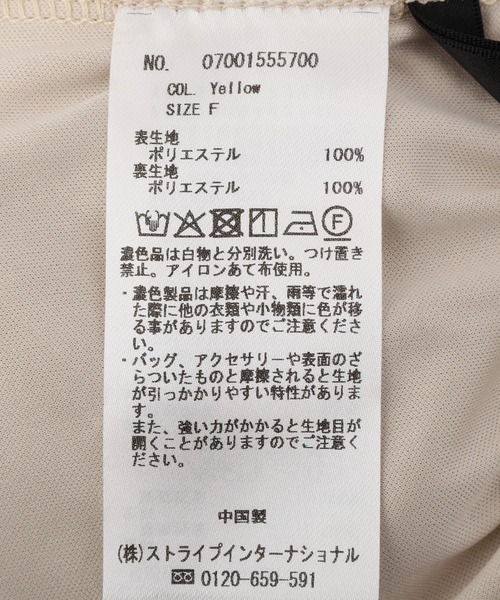 NO. 07001555700
COL. Yellow
SIZE F
表生地
ポリエステル 100%
裏生地
ポリエステル 100%
F
濃色品は白物と分別洗い。つけ置き
禁止。アイロンあて布使用。
・濃色製品は摩擦や汗、雨等で濡れ
た際に他の衣類や小物類に色が移
る事がありますのでご注意くださ
い。
・バッグ、アクセサリーや表面のざ
らついたものと摩擦されると生地
が引っかかりやすい特性がありま
す。
また、強い力がかかると生地目が
開くことがありますのでご注意く
ださい。
中国製
(株)ストライプインターナショナル
0120-659-591